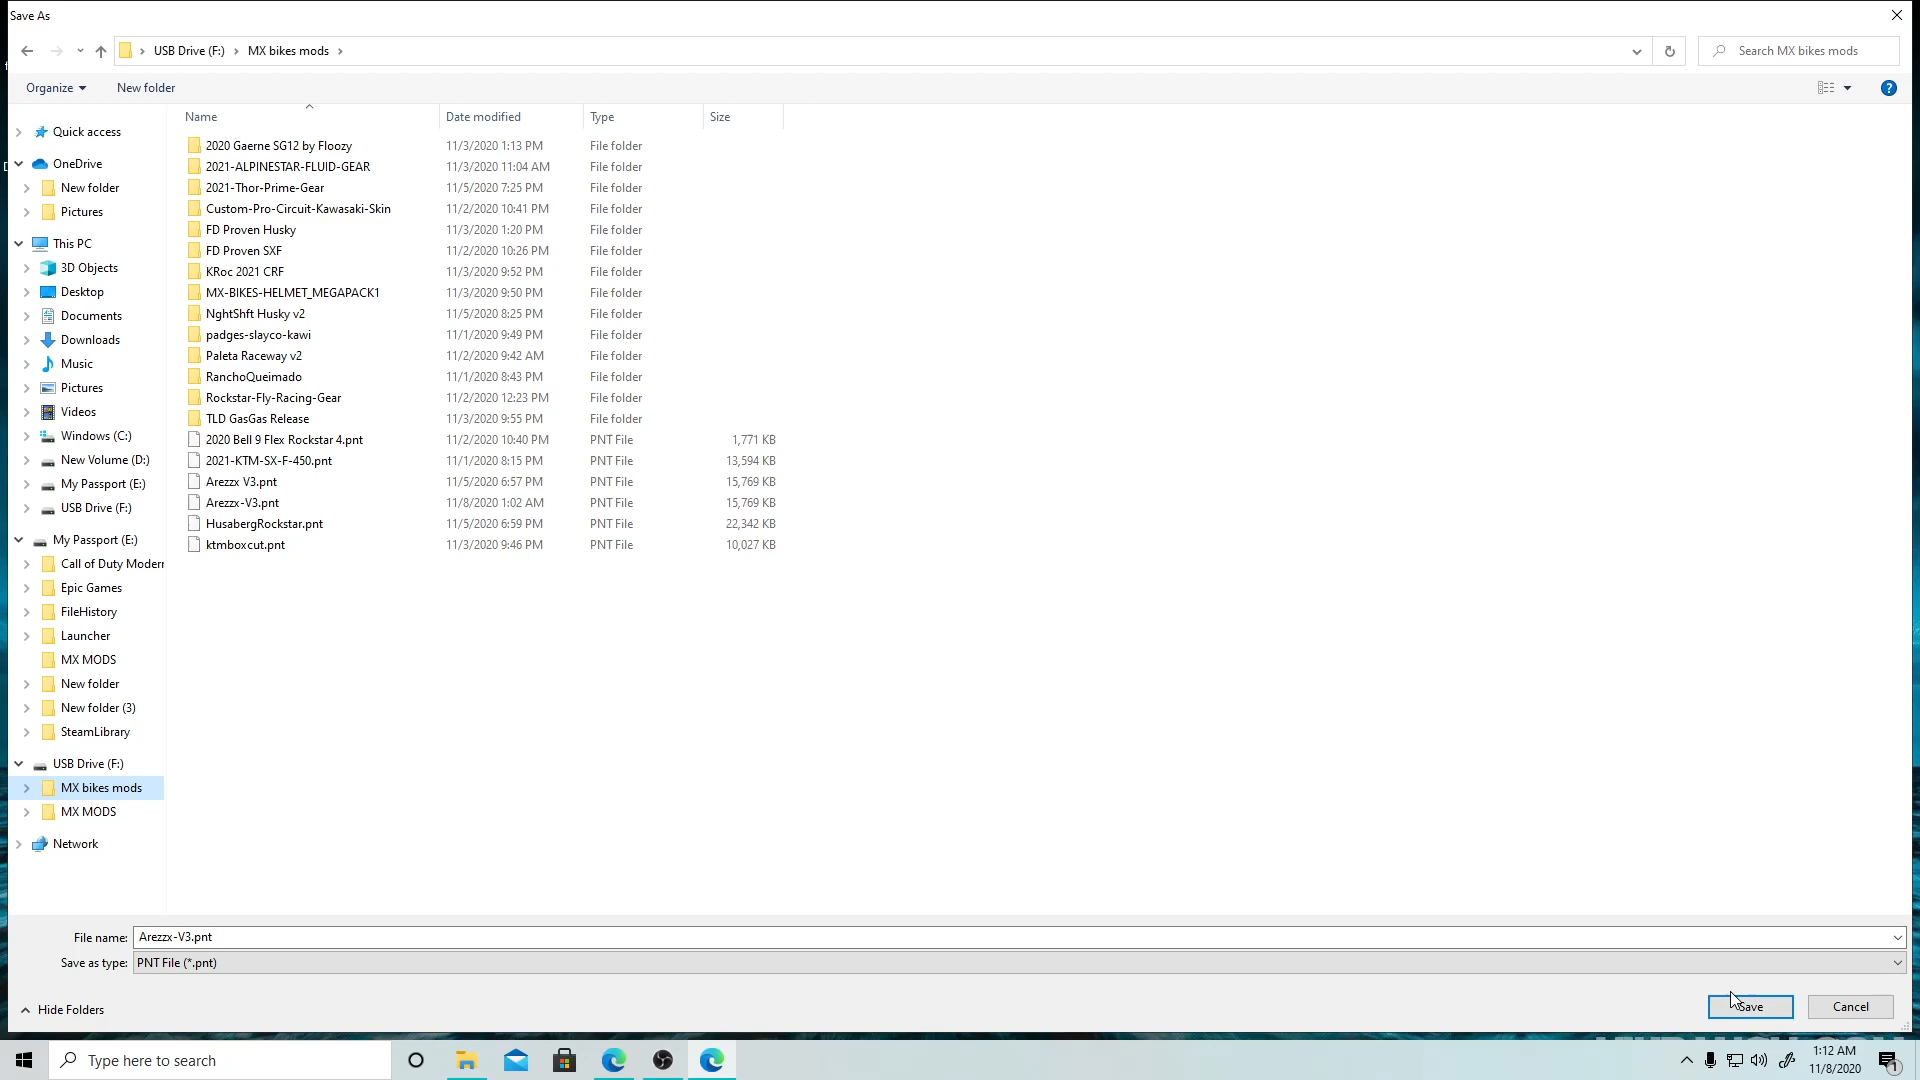 Save As
USB Drive (F:) MX bikes mods
Search MX bikes mods
Organize New folder
Name Date modified Type Size
Quick access
OneDrive
New folder
Pictures
This PC
3D Objects
Desktop
Documents
Downloads
Music
Pictures
Videos
Windows (C:)
New Volume (D:)
My Passport (E:)
USB Drive (F:)
My Passport (E:)
Call of Duty Modern
Epic Games
FileHistory
Launcher
MX MODS
New folder
New folder (3)
SteamLibrary
USB Drive (F:)
MX bikes mods
MX MODS
Network
2020 Gaerne SG12 by Floozy 11/3/2020 1:13 PM File folder
2021-ALPINESTAR-FLUID-GEAR 11/3/2020 11:04 AM File folder
2021-Thor-Prime-Gear 11/5/2020 7:25 PM File folder
Custom-Pro-Circuit-Kawasaki-Skin 11/2/2020 10:41 PM File folder
FD Proven Husky 11/3/2020 1:20 PM File folder
FD Proven SXF 11/2/2020 10:26 PM File folder
KRoc 2021 CRF 11/3/2020 9:52 PM File folder
MX-BIKES-HELMET_MEGAPACK1 11/3/2020 9:50 PM File folder
NghtShft Husky v2 11/5/2020 8:25 PM File folder
padges-slayco-kawi 11/1/2020 9:49 PM File folder
Paleta Raceway v2 11/2/2020 9:42 AM File folder
RanchoQueimado 11/1/2020 8:43 PM File folder
Rockstar-Fly-Racing-Gear 11/2/2020 12:23 PM File folder
TLD GasGas Release 11/3/2020 9:55 PM File folder
2020 Bell 9 Flex Rockstar 4.pnt 11/2/2020 10:40 PM PNT File 1,771 KB
2021-KTM-SX-F-450.pnt 11/1/2020 8:15 PM PNT File 13,594 KB
Arezzx V3.pnt 11/5/2020 6:57 PM PNT File 15,769 KB
Arezzx-V3.pnt 11/8/2020 1:02 AM PNT File 15,769 KB
HusabergRockstar.pnt 11/5/2020 6:59 PM PNT File 22,342 KB
ktmboxcut.pnt 11/3/2020 9:46 PM PNT File 10,027 KB
File name: Arezzx-V3.pnt
Save as type: PNT File (*.pnt)
Hide Folders
Save Cancel
Type here to search
1:12 AM
11/8/2020
1